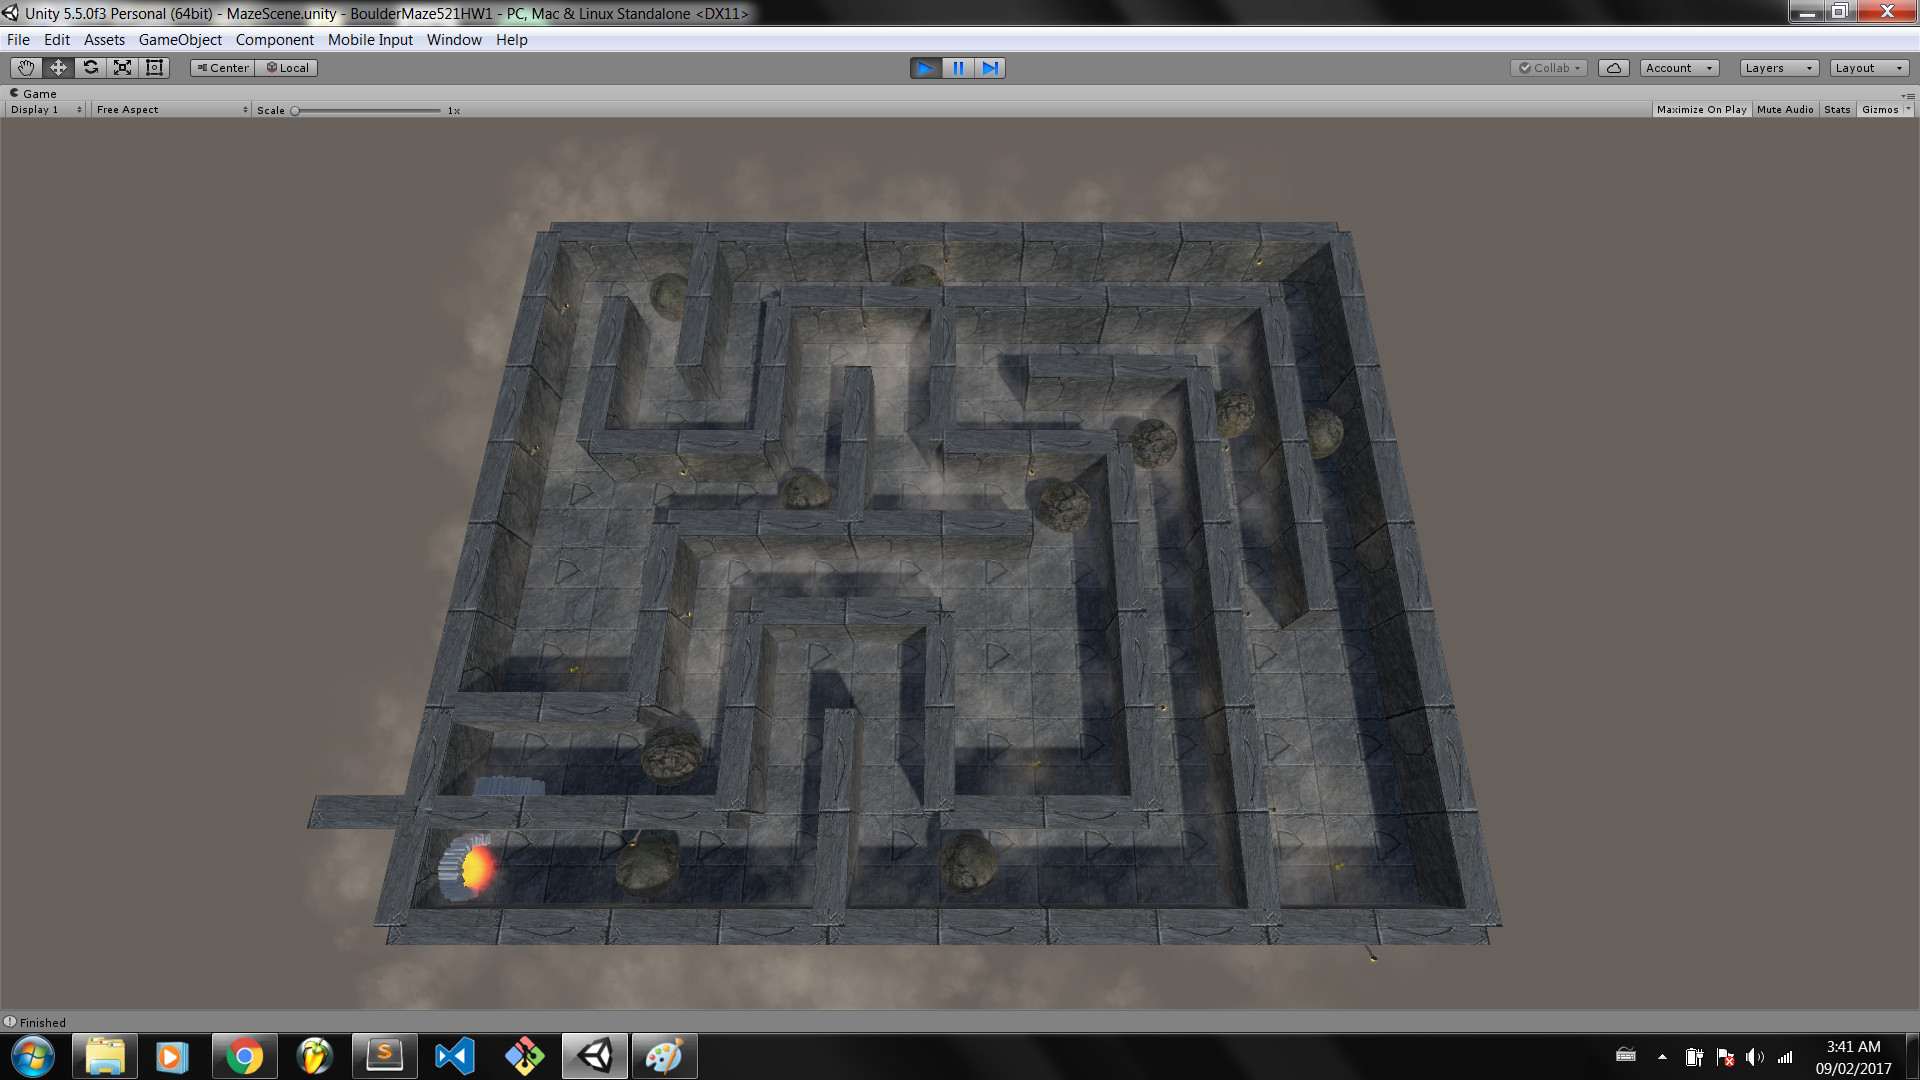 Unity 5.5.0f3 Personal (64bit) - MazeScene.unity - BoulderMaze521HW1 - PC, Mac & Linux Standalone <DX11>
File Edit Assets GameObject Component Mobile Input Window Help
Center Local Collab Account Layers Layout
Game
Display 1 Free Aspect Scale 1x Maximize On Play Mute Audio Stats Gizmos
Finished
S
3:41 AM
09/02/2017